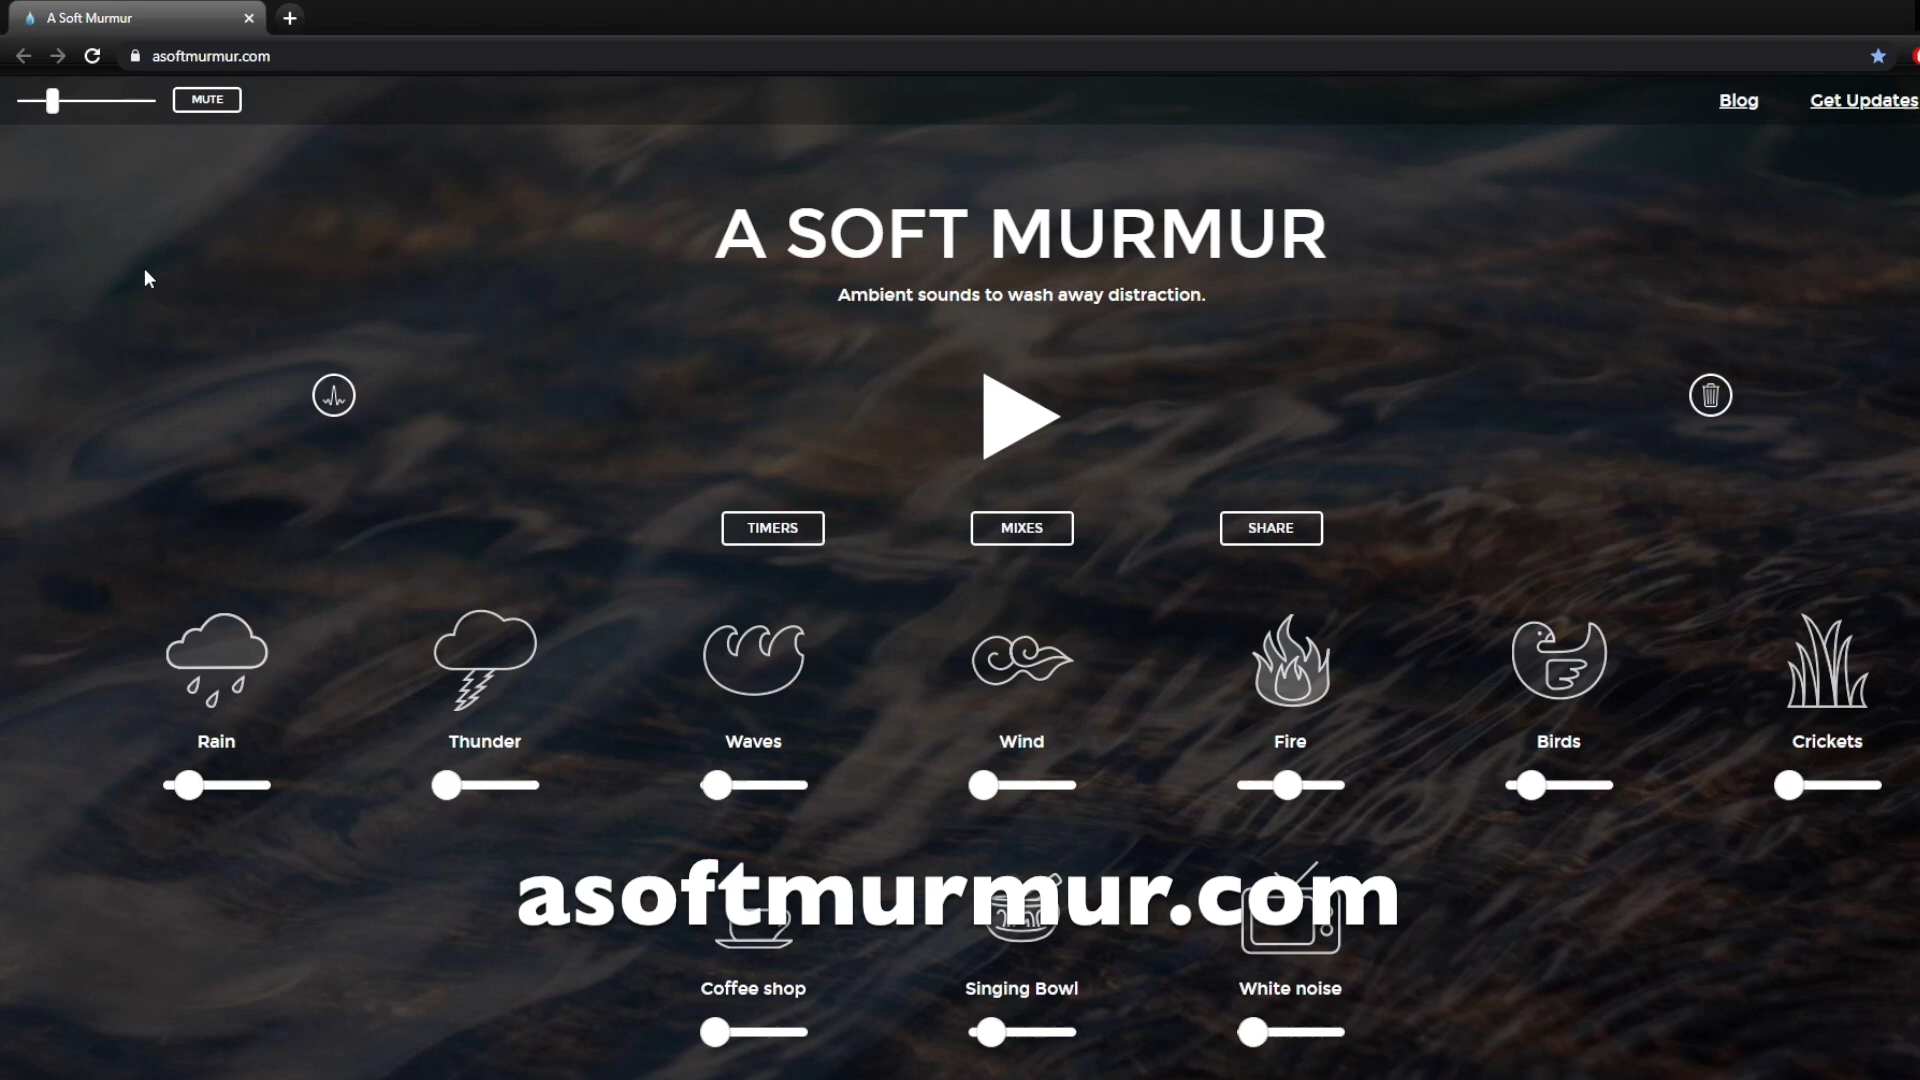 A Soft Murmur
asoftmurmur.com
MUTE
Blog
Get Updates
A SOFT MURMUR
Ambient sounds to wash away distraction.
TIMERS
MIXES
SHARE
Rain
Thunder
Waves
Wind
Fire
Birds
Crickets
asoftmurmur.com
Coffee shop
Singing Bowl
White noise